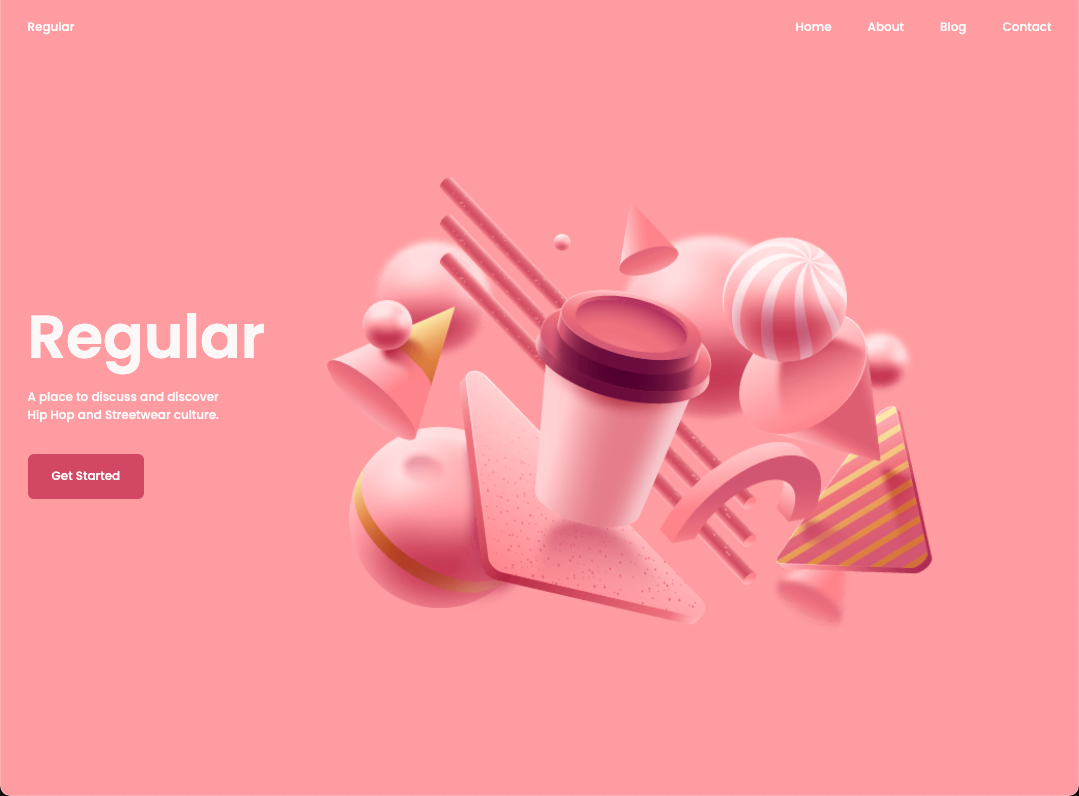 Regular
Home
About
Blog
Contact
Regular
A place to discuss and discover
Hip Hop and Streetwear culture.
Get Started